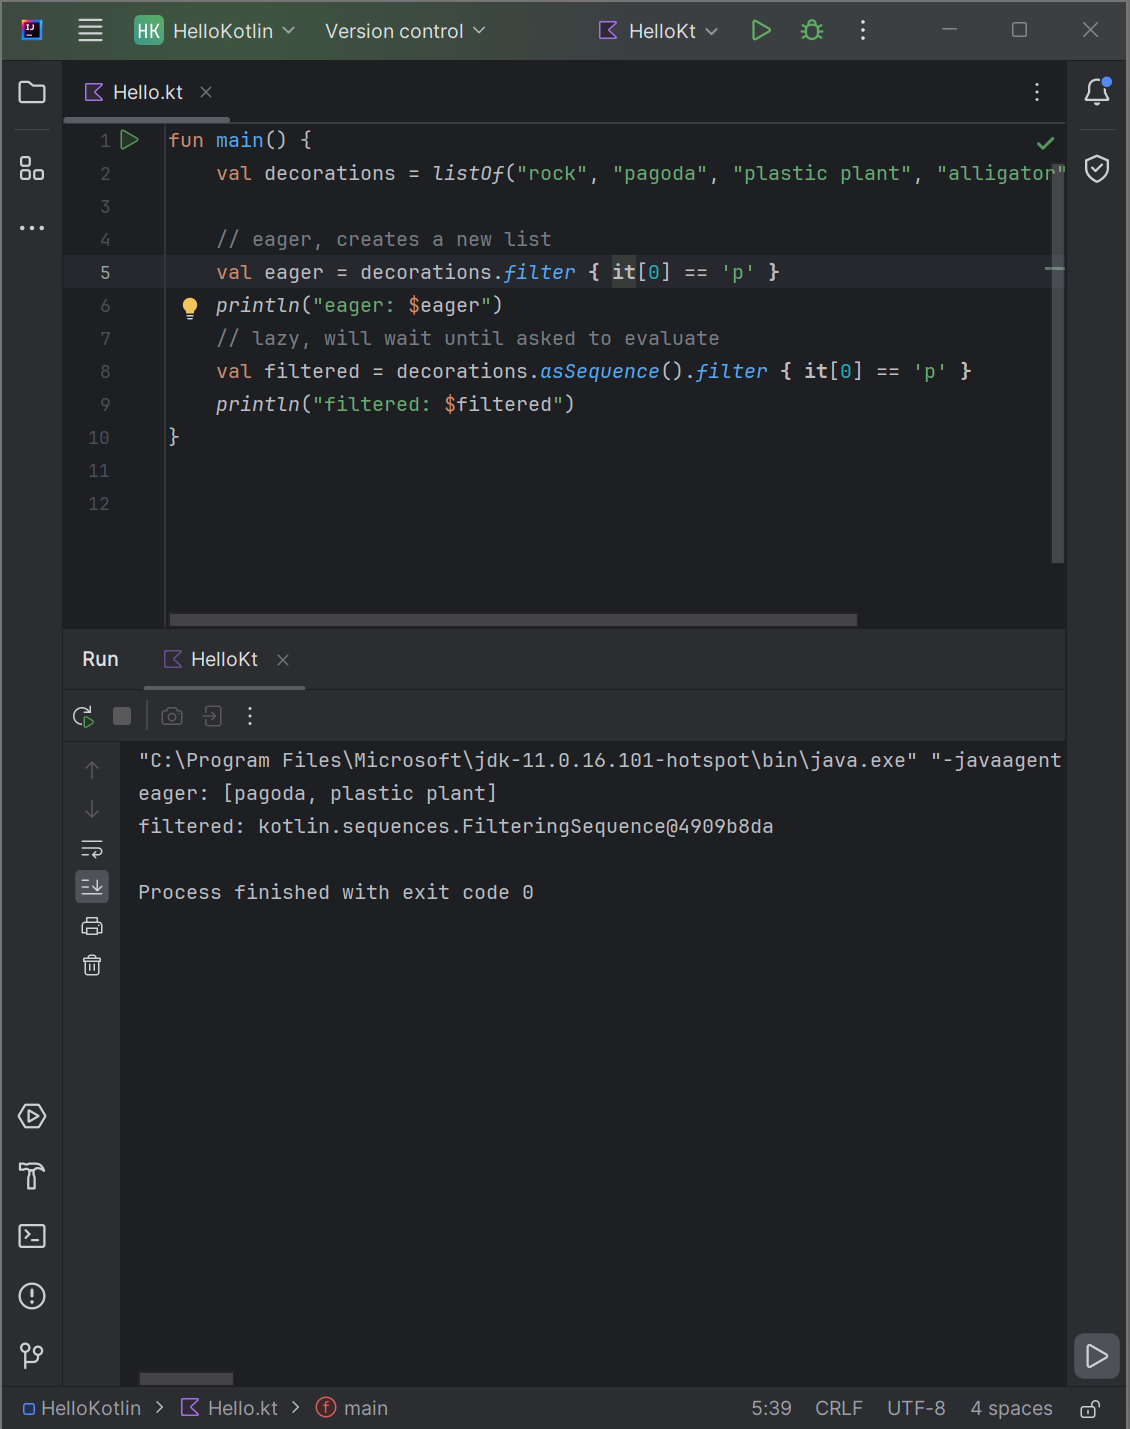 HK HelloKotlin Version control HelloKt
Hello.kt
1 fun main() {
2 val decorations = listOf("rock", "pagoda", "plastic plant", "alligator"
3
4 // eager, creates a new list
5 val eager = decorations.filter { it[0] == 'p' }
6 println("eager: $eager")
7 // lazy, will wait until asked to evaluate
8 val filtered = decorations.asSequence().filter { it[0] == 'p' }
9 println("filtered: $filtered")
10 }
11
12
Run HelloKt
"C:\Program Files\Microsoft\jdk-11.0.16.101-hotspot\bin\java.exe" "-javaagent
eager: [pagoda, plastic plant]
filtered: kotlin.sequences.FilteringSequence@4909b8da
Process finished with exit code 0
HelloKotlin > Hello.kt > main 5:39 CRLF UTF-8 4 spaces